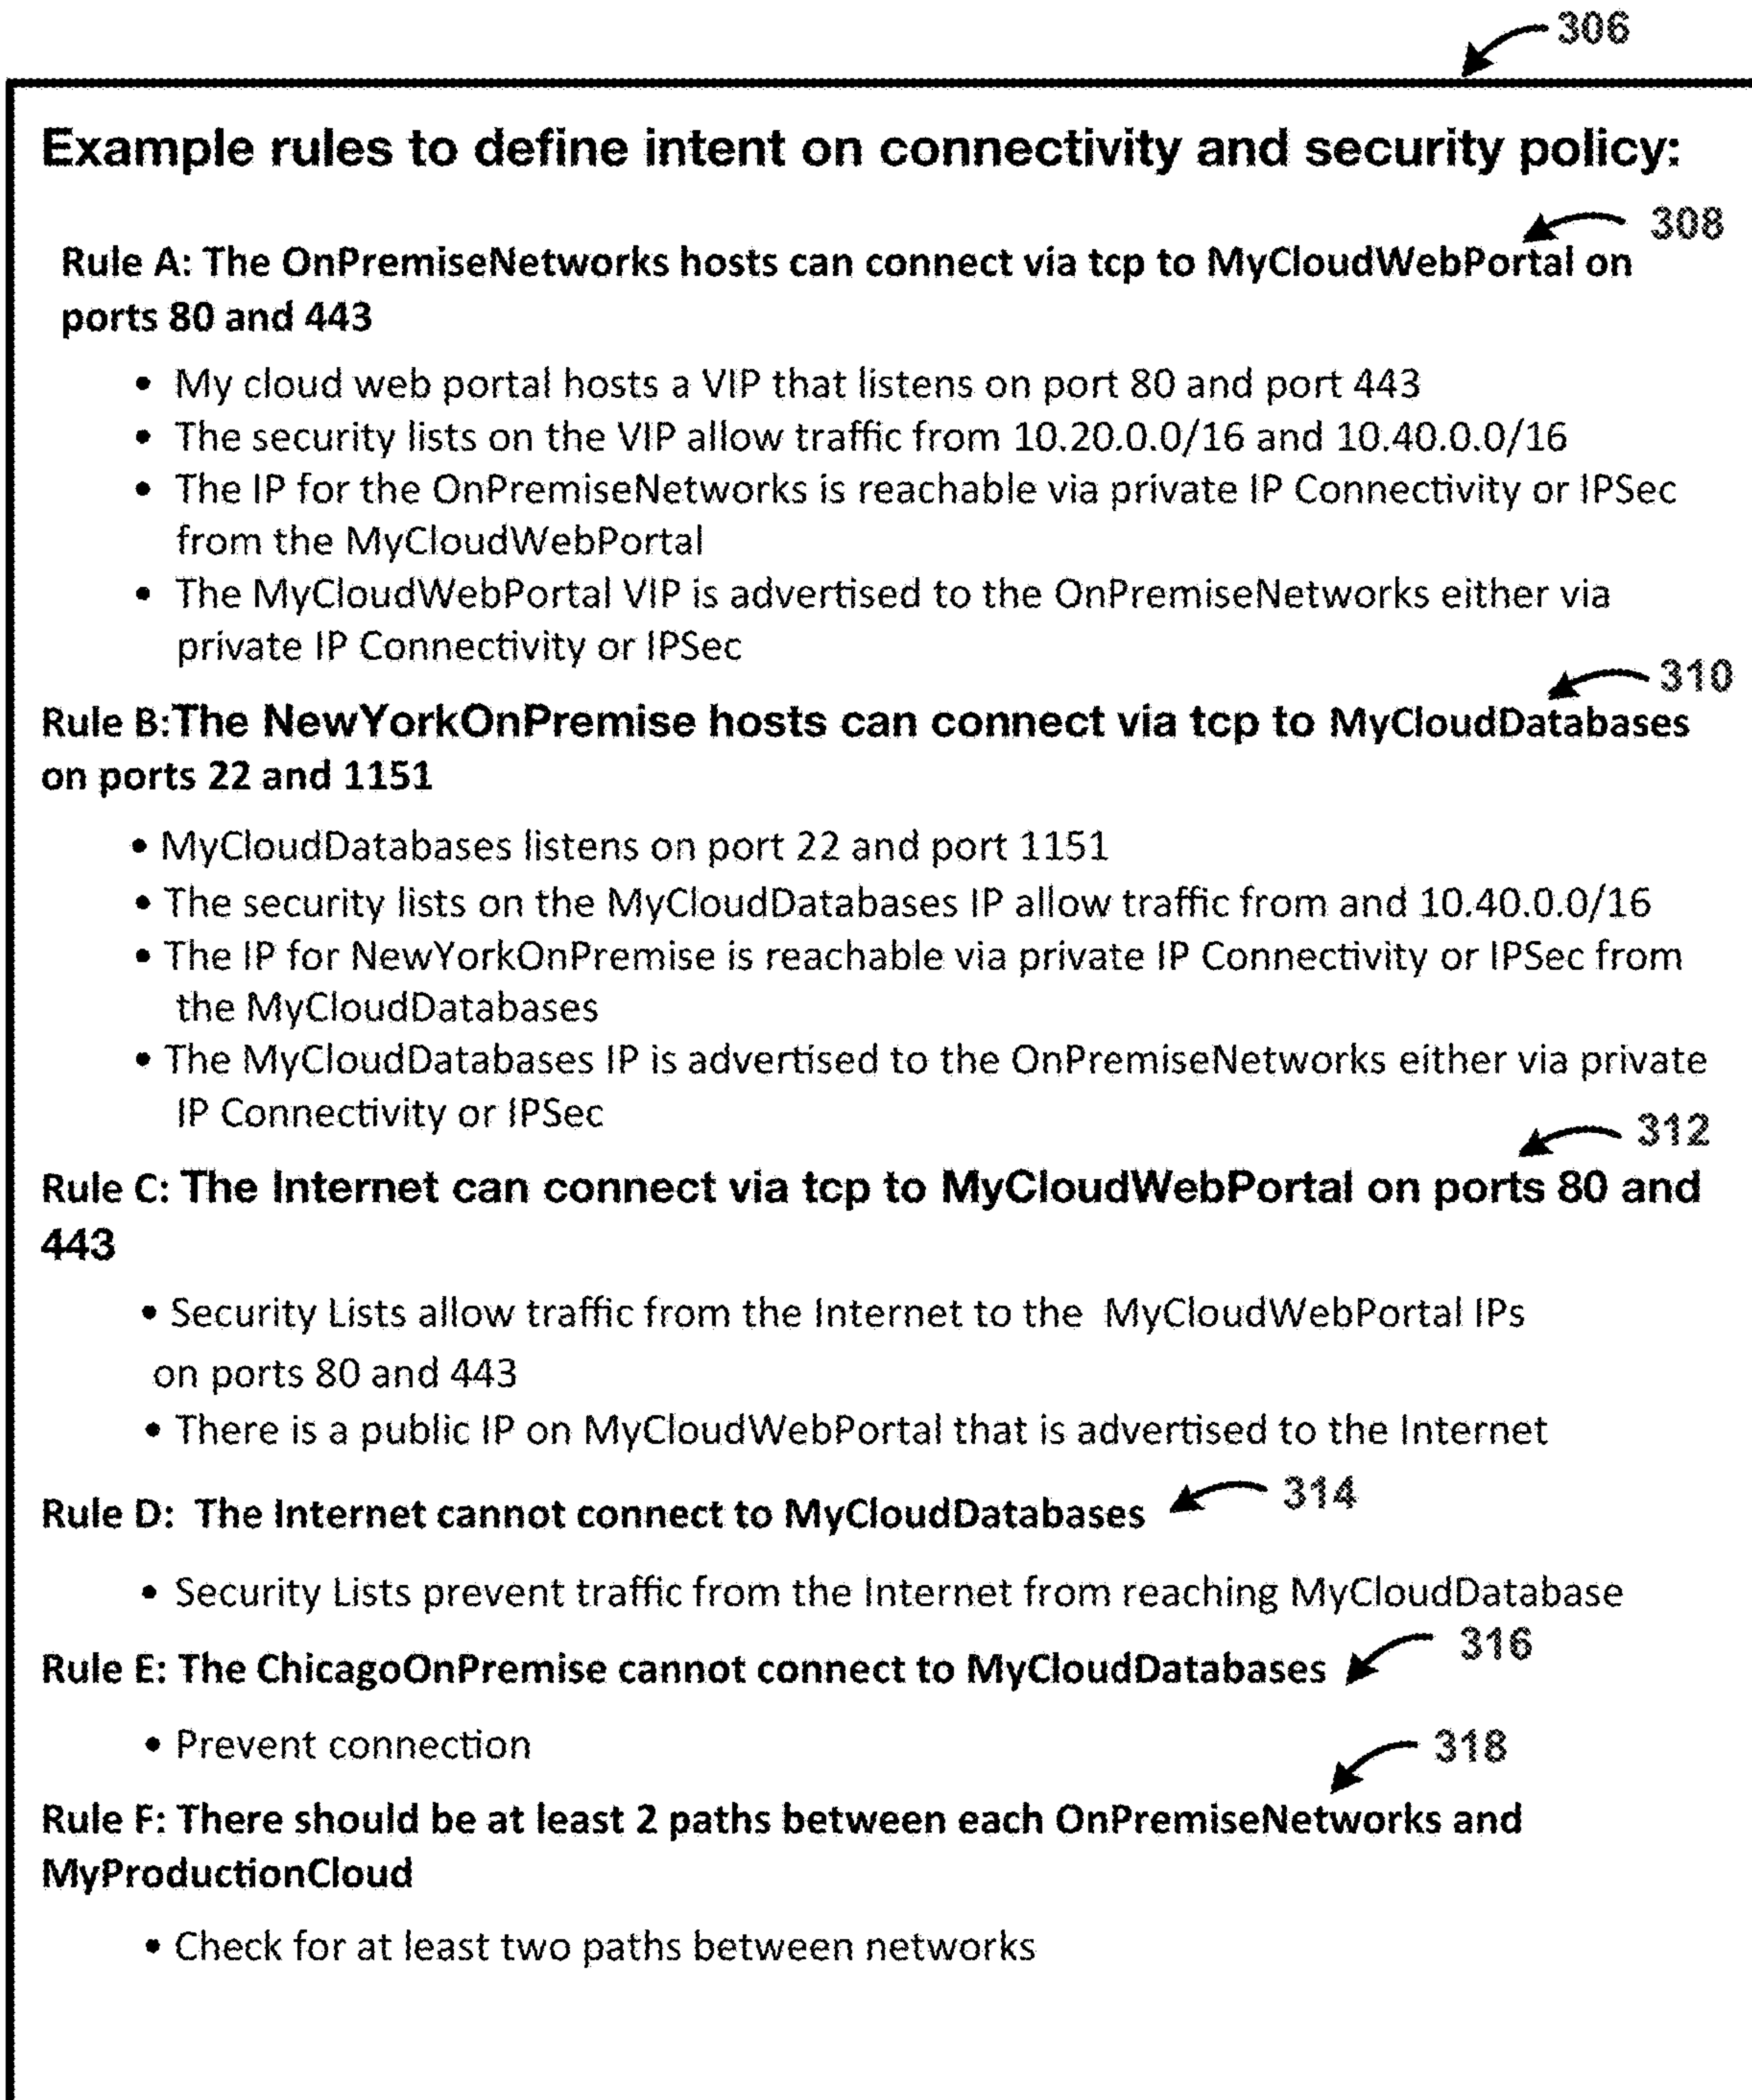 306
Example rules to define intent on connectivity and security policy:
308
Rule A: The OnPremiseNetworks hosts can connect via tcp to MyCloudWebPortal on
ports 80 and 443
• My cloud web portal hosts a VIP that listens on port 80 and port 443
• The security lists on the VIP allow traffic from 10.20.0.0/16 and 10.40.0.0/16
• The IP for the OnPremiseNetworks is reachable via private IP Connectivity or IPSec
from the MyCloudWebPortal
• The MyCloudWebPortal VIP is advertised to the OnPremiseNetworks either via
private IP Connectivity or IPSec
310
Rule B:The NewYorkOnPremise hosts can connect via tcp to MyCloudDatabases
on ports 22 and 1151
• MyCloudDatabases listens on port 22 and port 1151
• The security lists on the MyCloudDatabases IP allow traffic from and 10.40.0.0/16
• The IP for NewYorkOnPremise is reachable via private IP Connectivity or IPSec from
the MyCloudDatabases
• The MyCloudDatabases IP is advertised to the OnPremiseNetworks either via private
IP Connectivity or IPSec
312
Rule C: The Internet can connect via tcp to MyCloudWebPortal on ports 80 and
443
• Security Lists allow traffic from the Internet to the MyCloudWebPortal IPs
on ports 80 and 443
• There is a public IP on MyCloudWebPortal that is advertised to the Internet
Rule D: The Internet cannot connect to MyCloudDatabases
314
• Security Lists prevent traffic from the Internet from reaching MyCloudDatabase
Rule E: The ChicagoOnPremise cannot connect to MyCloudDatabases
316
• Prevent connection
318
Rule F: There should be at least 2 paths between each OnPremiseNetworks and
MyProductionCloud
• Check for at least two paths between networks